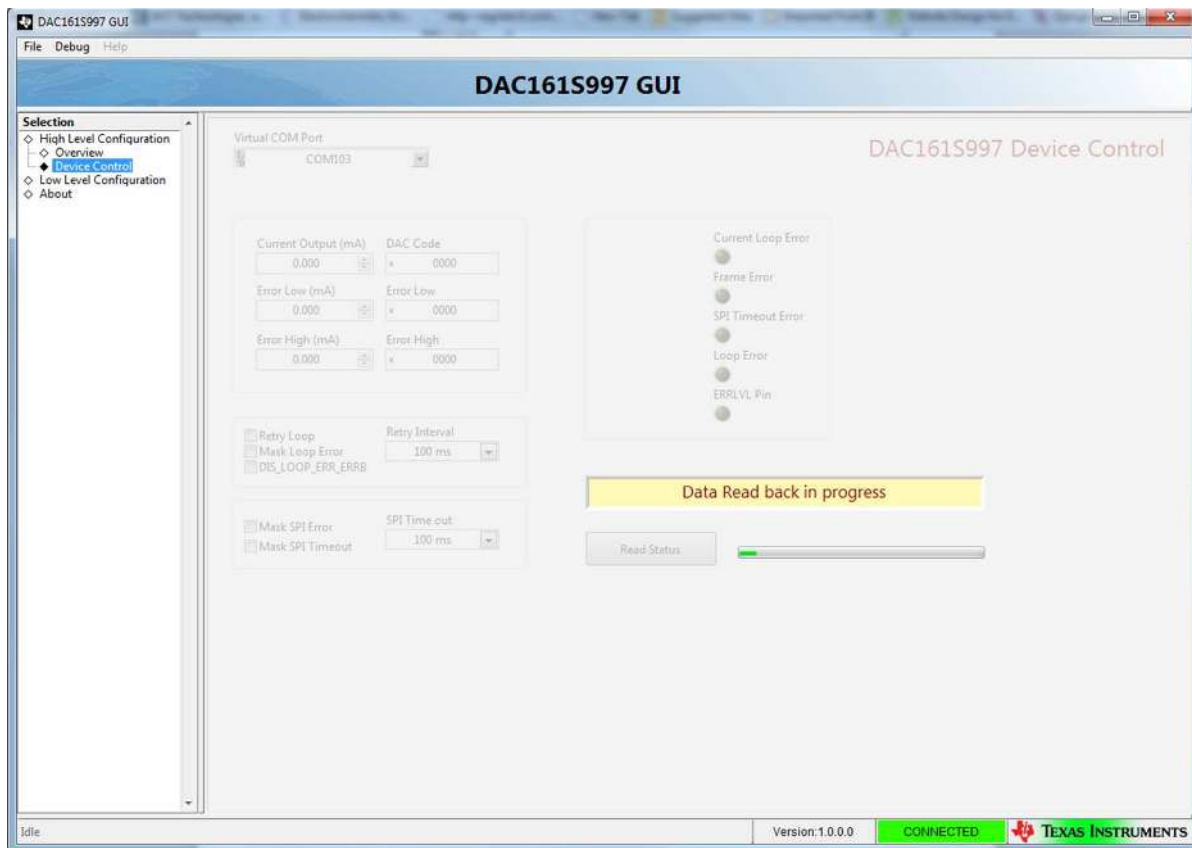 DAC161S997 GUI
File Debug Help
DAC161S997 GUI
Selection
High Level Configuration
Overview
Device Control
Low Level Configuration
About
Virtual COM Port
COM103
DAC161S997 Device Control
Current Output (mA) DAC Code
0.000 x 0000
Error Low (mA) Error Low
0.000 x 0000
Error High (mA) Error High
0.000 x 0000
Current Loop Error
Frame Error
SPI Timeout Error
Loop Error
ERRLVL Pin
Retry Loop
Mask Loop Error
DIS_LOOP_ERR_ERRB
Retry Interval
100 ms
Mask SPI Error
Mask SPI Timeout
SPI Time out
100 ms
Data Read back in progress
Read Status
Idle
Version:1.0.0.0
CONNECTED
TEXAS INSTRUMENTS